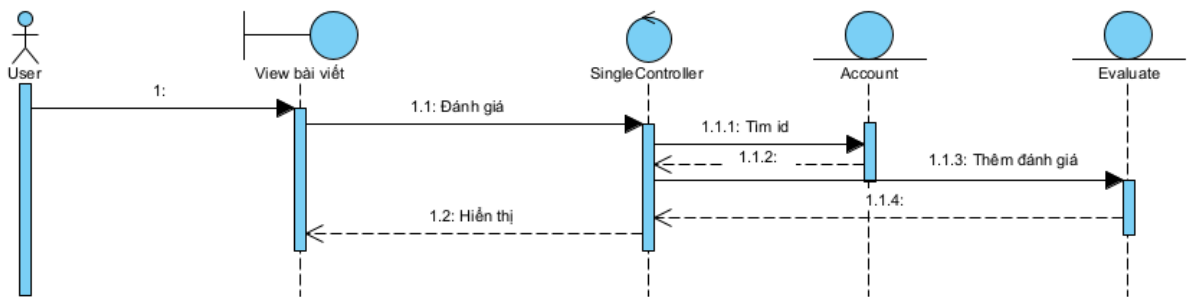 User
View bài viết
SingleController
Account
Evaluate
1:
1.1: Đánh giá
1.1.1: Tìm id
1.1.2:
1.1.3: Thêm đánh giá
1.1.4:
1.2: Hiển thị